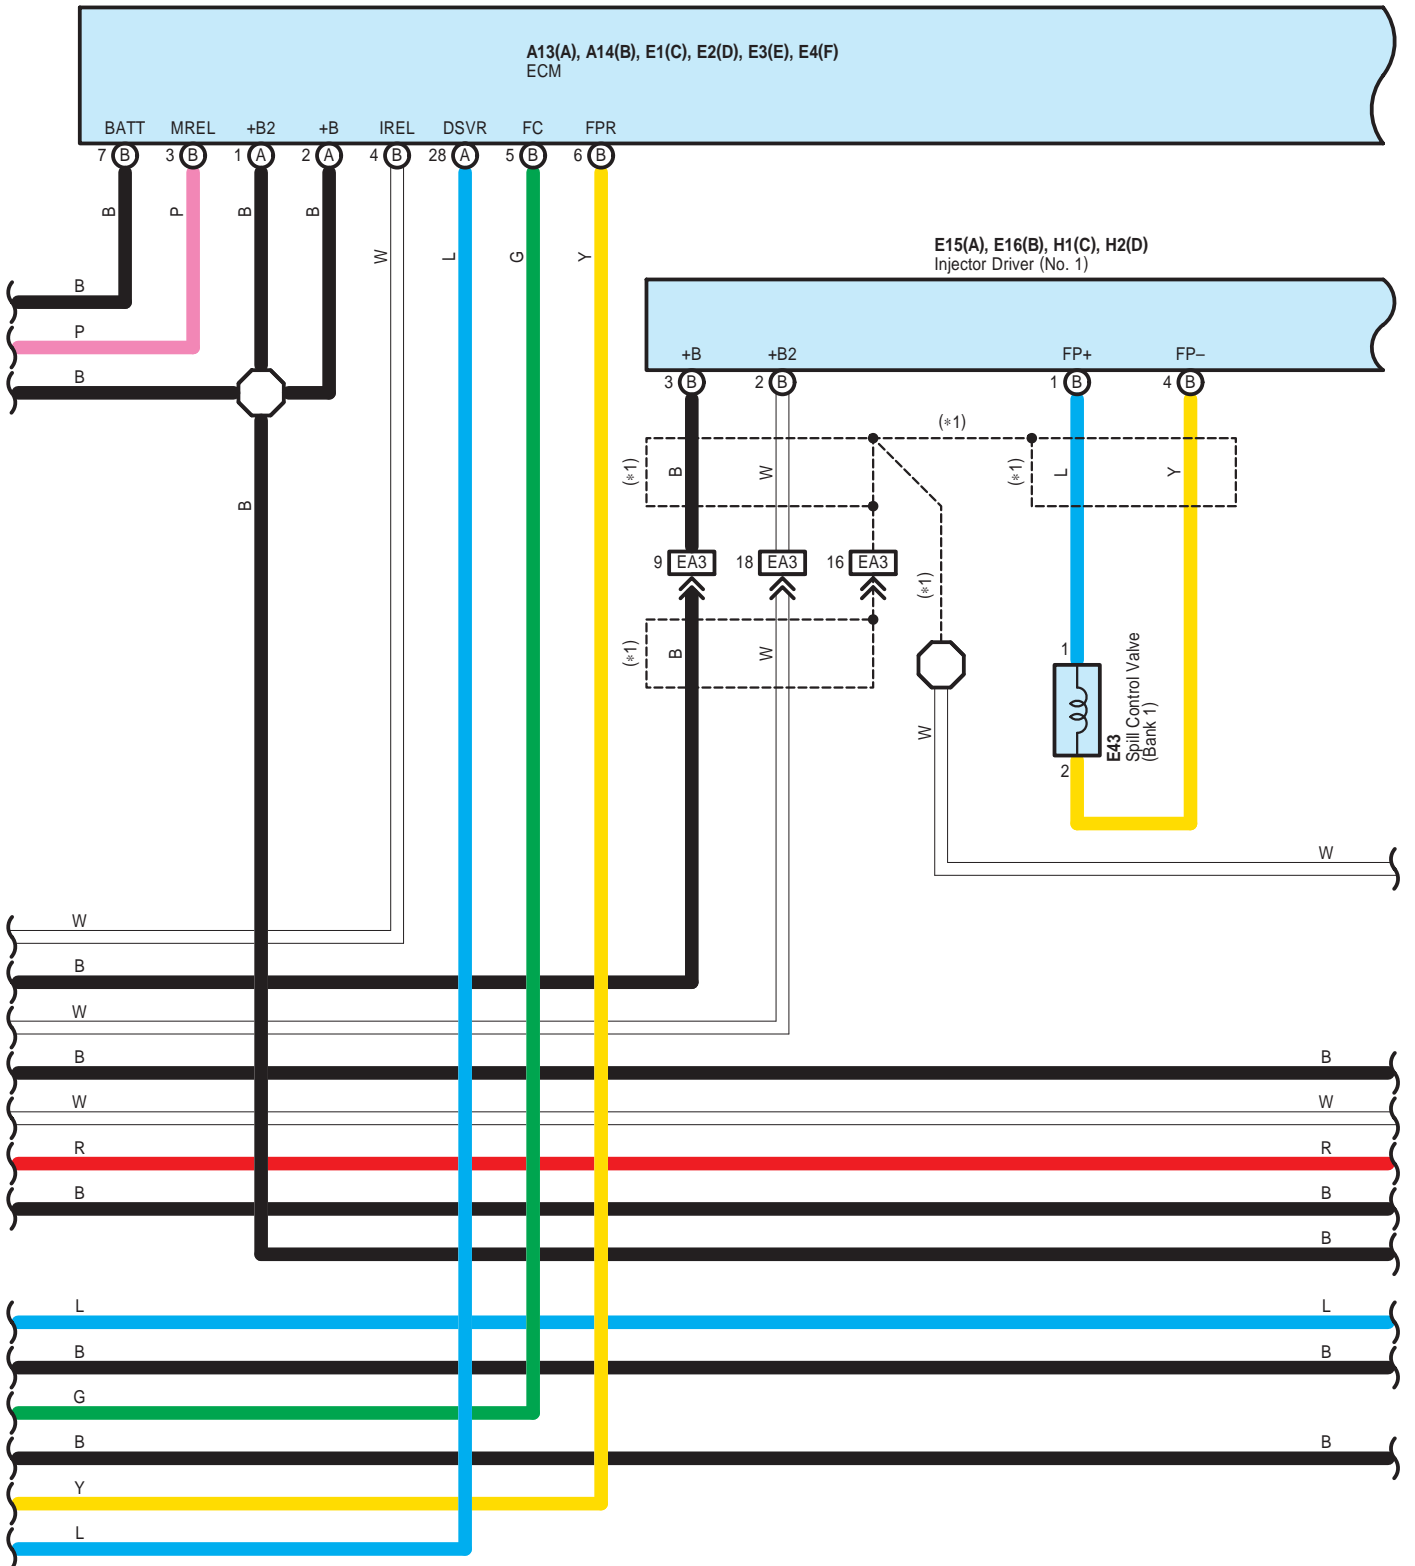 A13(A), A14(B), E1(C), E2(D), E3(E), E4(F)
ECM
BATT MREL +B2 +B IREL DSVR FC FPR
7 B 3 B 1 A 2 A 4 B 28 A 5 B 6 B
B P B B W L G Y
E15(A), E16(B), H1(C), H2(D)
Injector Driver (No. 1)
B
P
B
+B +B2 FP+ FP–
3 B 2 B 1 B 4 B
(*1)
(*1) B W (*1) L Y
B
9 EA3 18 EA3 16 EA3
(*1)
(*1) B W
1
E43
Spill Control Valve
(Bank 1)
2
W
W
W
B
W
B B
W W
R R
B B
B
L L
B B
G
B B
Y
L